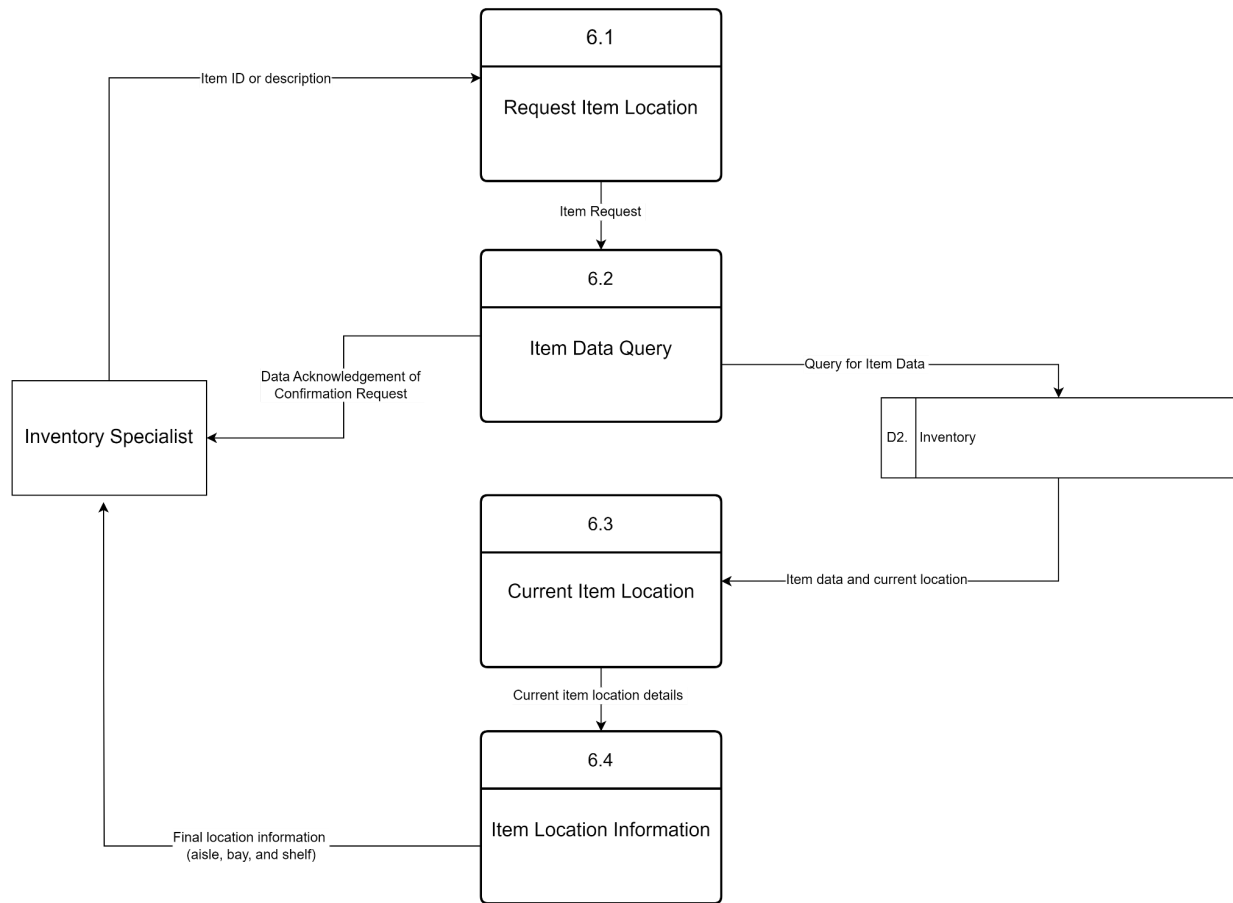 6.1
Item ID or description
Request Item Location
Item Request
6.2
Item Data Query
Query for Item Data
Data Acknowledgement of
Confirmation Request
Inventory Specialist
D2.
Inventory
6.3
Current Item Location
Item data and current location
Current item location details
6.4
Item Location Information
Final location information
(aisle, bay, and shelf)